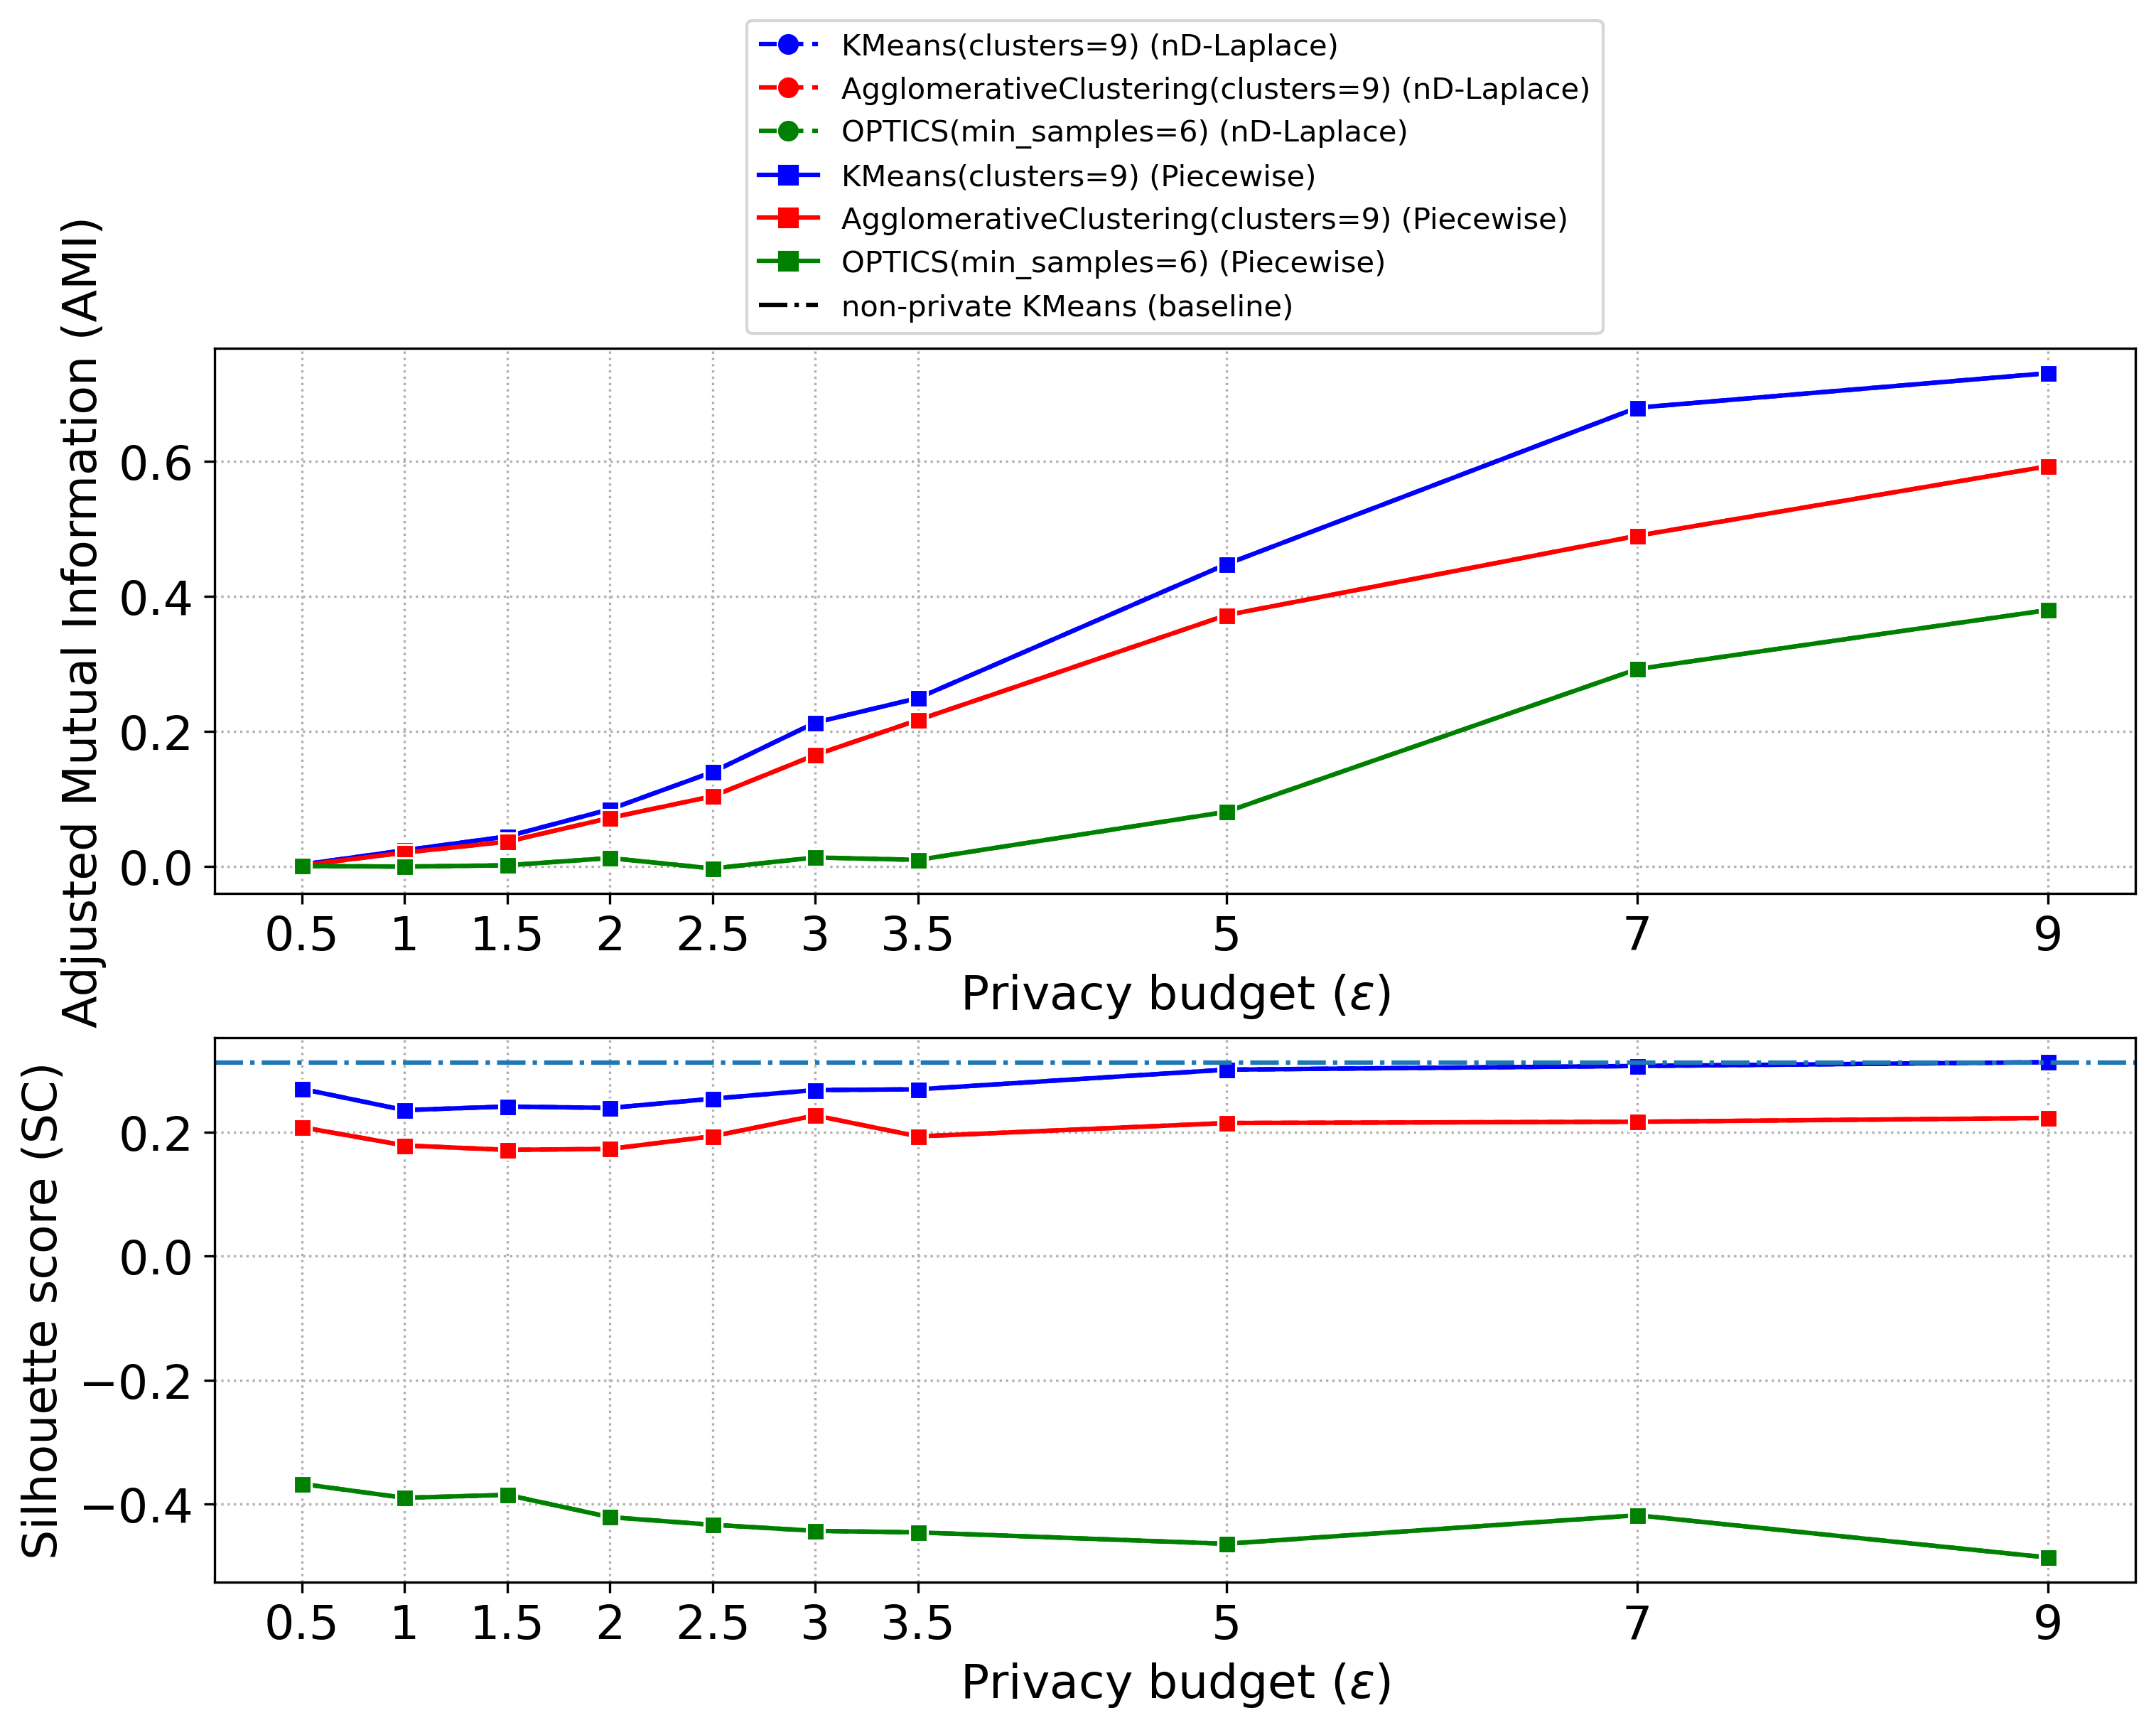 KMeans(clusters=9) (nD-Laplace)
AgglomerativeClustering(clusters=9) (nD-Laplace)
OPTICS(min_samples=6) (nD-Laplace)
KMeans(clusters=9) (Piecewise)
AgglomerativeClustering(clusters=9) (Piecewise)
OPTICS(min_samples=6) (Piecewise)
non-private KMeans (baseline)
Adjusted Mutual Information (AMI)
0.6
0.4
0.2
0.0
0.5 1 1.5 2 2.5 3 3.5 5 7 9
Privacy budget (ε)
Silhouette score (SC)
0.2
0.0
−0.2
−0.4
0.5 1 1.5 2 2.5 3 3.5 5 7 9
Privacy budget (ε)